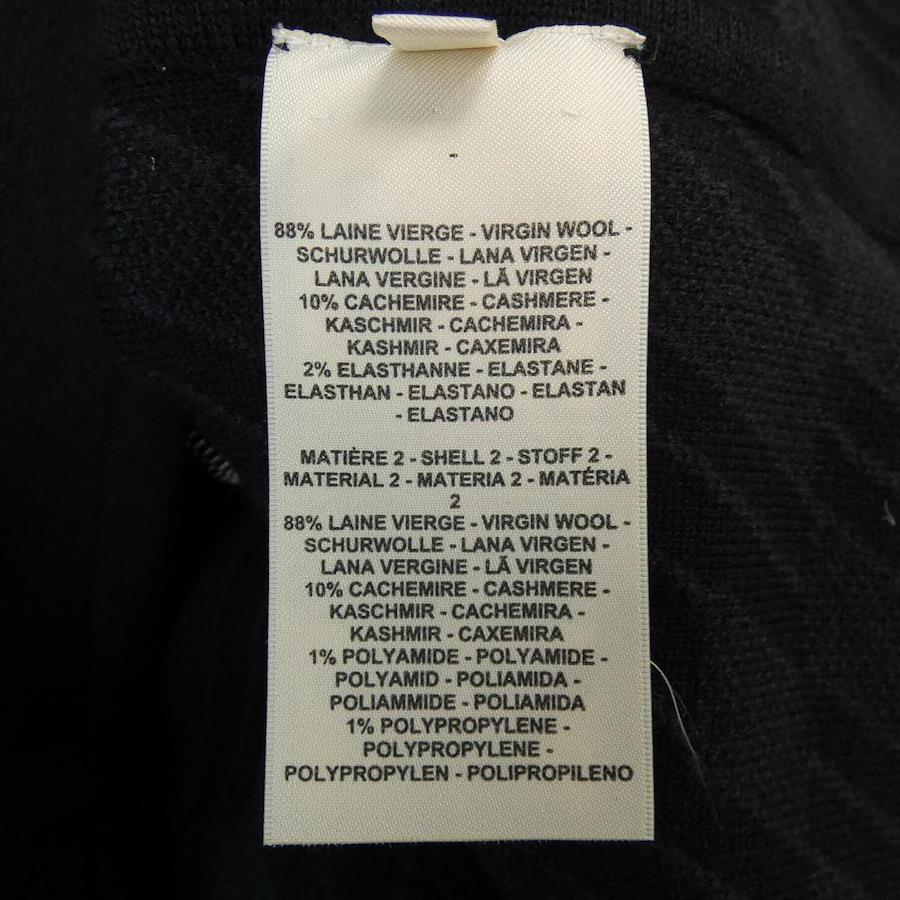 88% LAINE VIERGE - VIRGIN WOOL -
SCHURWOLLE - LANA VIRGEN -
LANA VERGINE - LÃ VIRGEN
10% CACHEMIRE - CASHMERE -
KASCHMIR - CACHEMIRA -
KASHMIR - CAXEMIRA
2% ELASTHANNE - ELASTANE -
ELASTHAN - ELASTANO - ELASTAN
- ELASTANO
MATIÈRE 2 - SHELL 2 - STOFF 2 -
MATERIAL 2 - MATERIA 2 - MATÉRIA
2
88% LAINE VIERGE - VIRGIN WOOL -
SCHURWOLLE - LANA VIRGEN -
LANA VERGINE - LÃ VIRGEN
10% CACHEMIRE - CASHMERE -
KASCHMIR - CACHEMIRA -
KASHMIR - CAXEMIRA
1% POLYAMIDE - POLYAMIDE -
POLYAMID - POLIAMIDA -
POLIAMMIDE - POLIAMIDA
1% POLYPROPYLENE -
POLYPROPYLENE -
POLYPROPYLEN - POLIPROPILENO